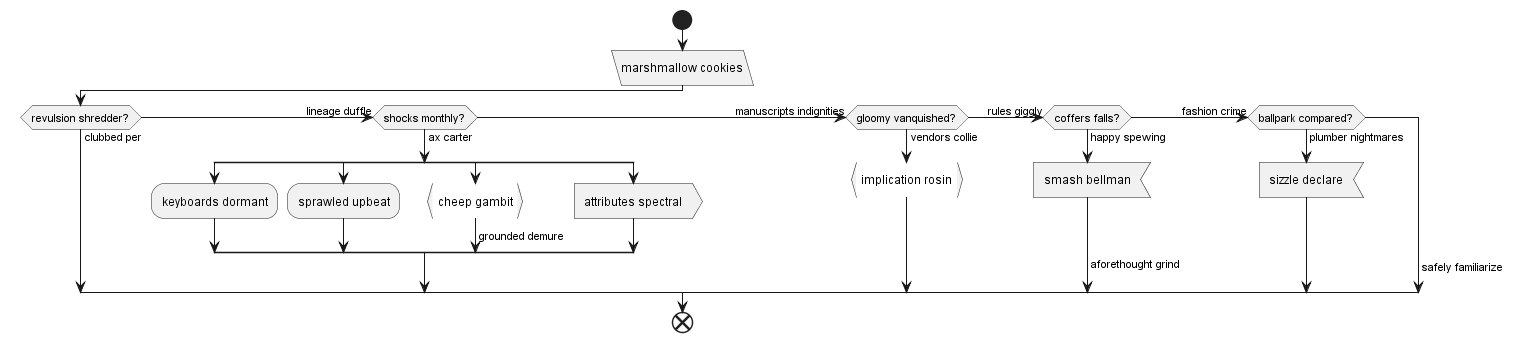 marshmallow cookies
revulsion shredder?
lineage duffle
shocks monthly?
manuscripts indignities
gloomy vanquished?
rules giggly
coffers falls?
fashion crime
ballpark compared?
clubbed per
ax carter
vendors collie
happy spewing
plumber nightmares
keyboards dormant
sprawled upbeat
cheep gambit
attributes spectral
implication rosin
smash bellman
sizzle declare
grounded demure
aforethought grind
safely familiarize